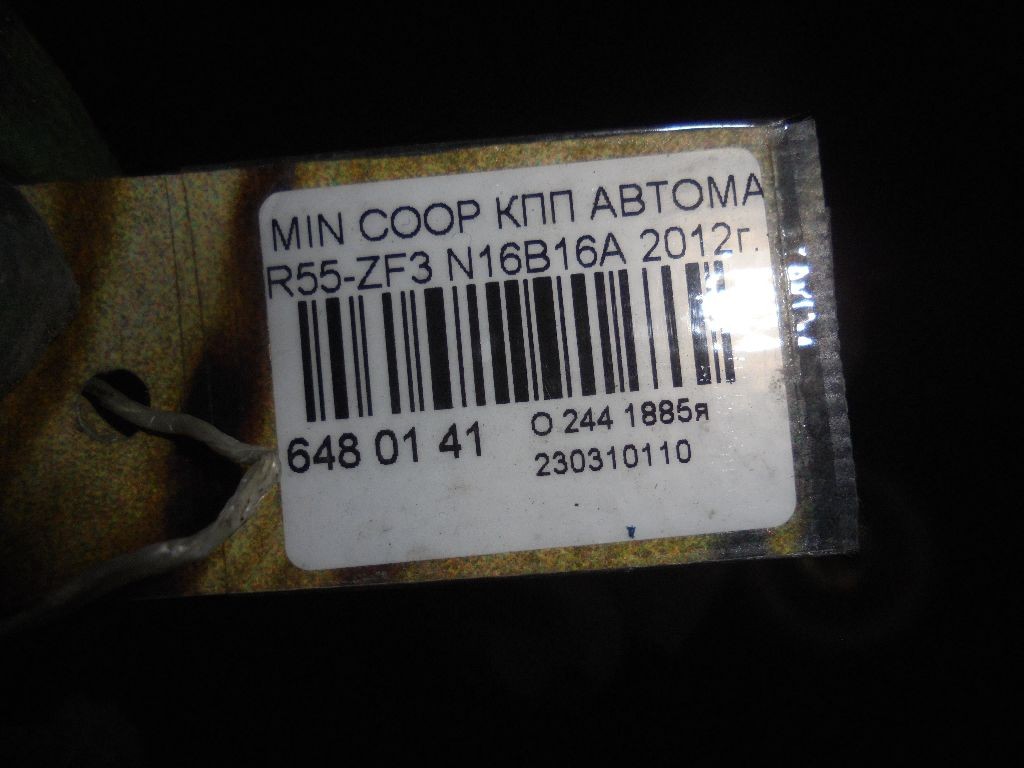 MIN COOP КПП АВТОМА
R55-ZF3 N16B16A 2012г.
648 01 41
О 244 1885я
230310110